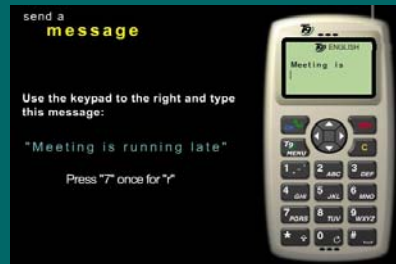 send a
message
Use the keypad to the right and type
this message:
"Meeting is running late"
Press "7" once for "r"
T9
T9 ENGLISH
Meeting is
T9
MENU
C
1 . -
2 ABC
3 DEF
4 GHI
5 JKL
6 MNO
7 PQRS
8 TUV
9 WXYZ
*
0
#